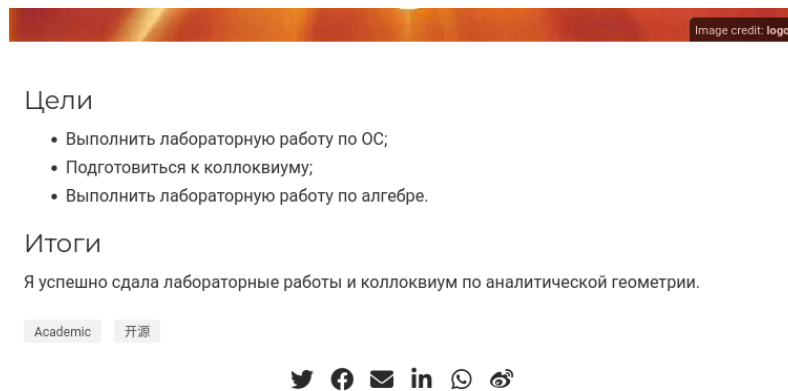 Image credit: logo
Цели
• Выполнить лабораторную работу по ОС;
• Подготовиться к коллоквиуму;
• Выполнить лабораторную работу по алгебре.
Итоги
Я успешно сдала лабораторные работы и коллоквиум по аналитической геометрии.
Academic 开源